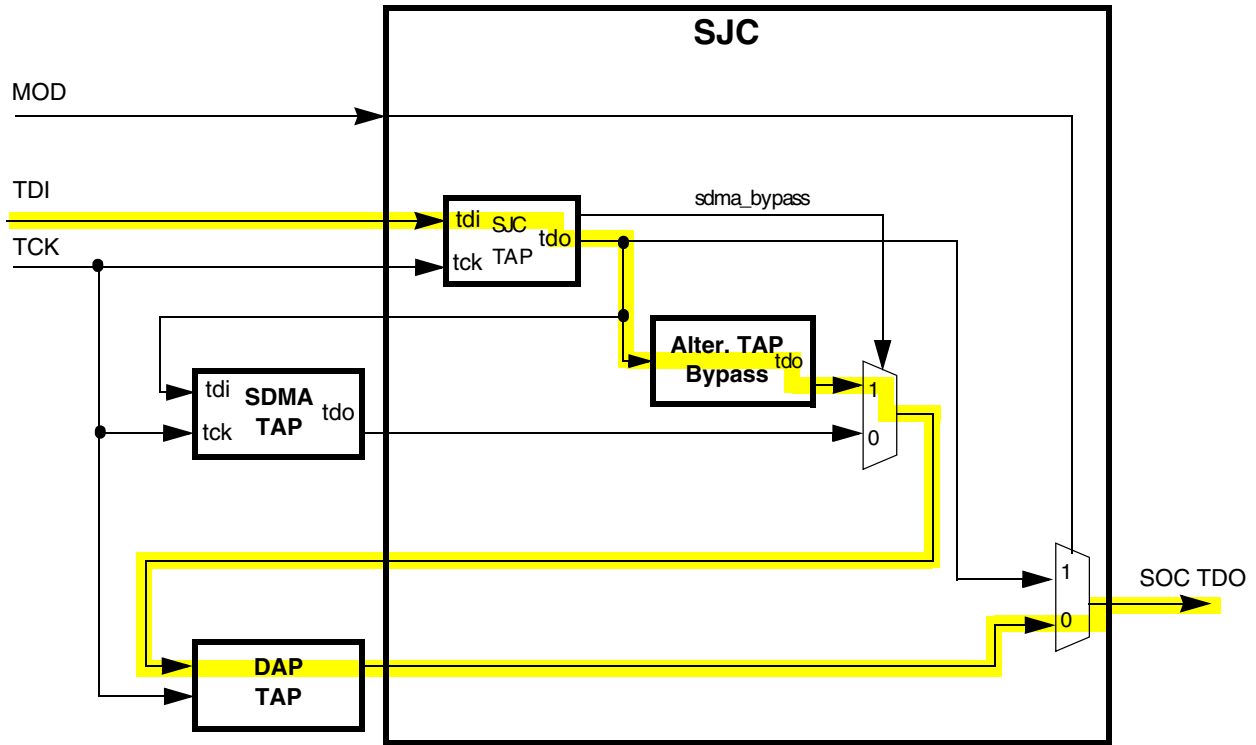 SJC
MOD
TDI
TCK
tdi SJC
tdo
tck TAP
sdma_bypass
Alter. TAP
tdo
Bypass
1
0
tdi
SDMA
tdo
tck TAP
1
0
SOC TDO
DAP
TAP